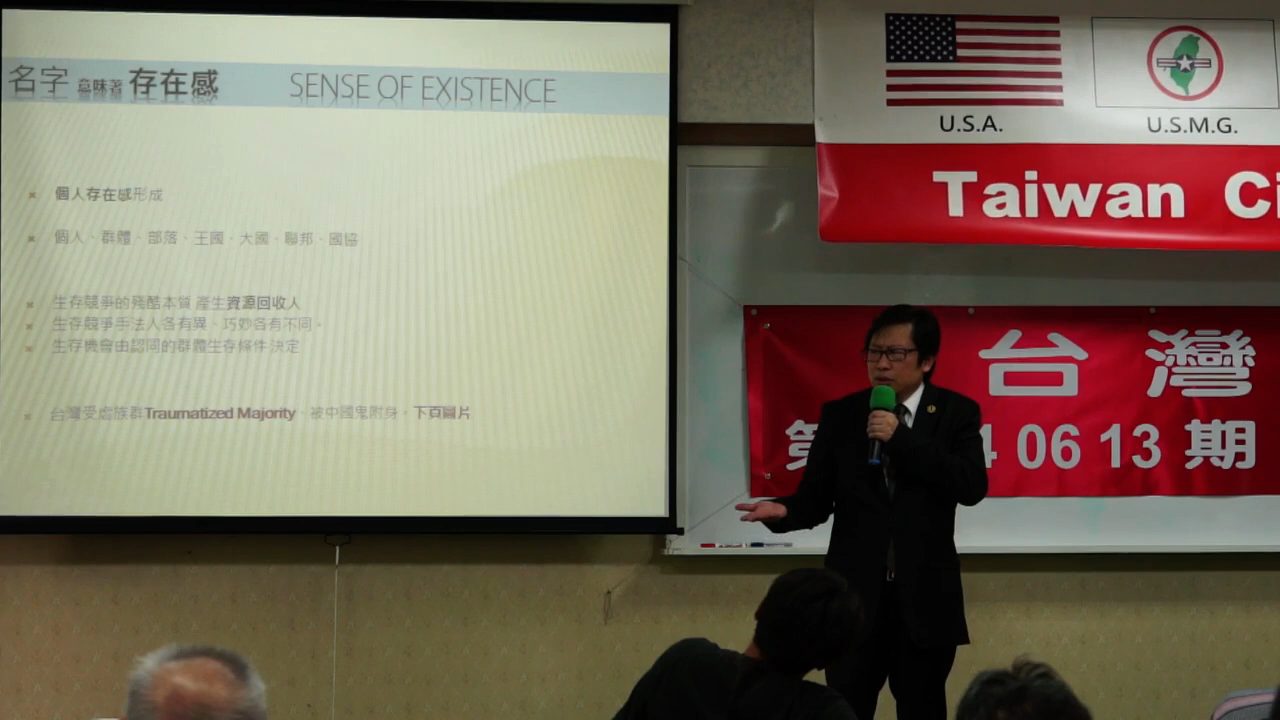 名字 意味著 存在感 SENSE OF EXISTENCE
個人存在感形成
個人、群體、部落、王國、大國、聯邦、國協
生存競爭的殘酷本質 產生資源回收人
生存競爭手法人各有異、巧妙各有不同。
生存機會由認同的群體生存條件決定
台灣受虐族群Traumatized Majority、被中國鬼附身。下頁圖片
U.S.A.
U.S.M.G.
Taiwan Ci
台灣
第 4 06 13 期